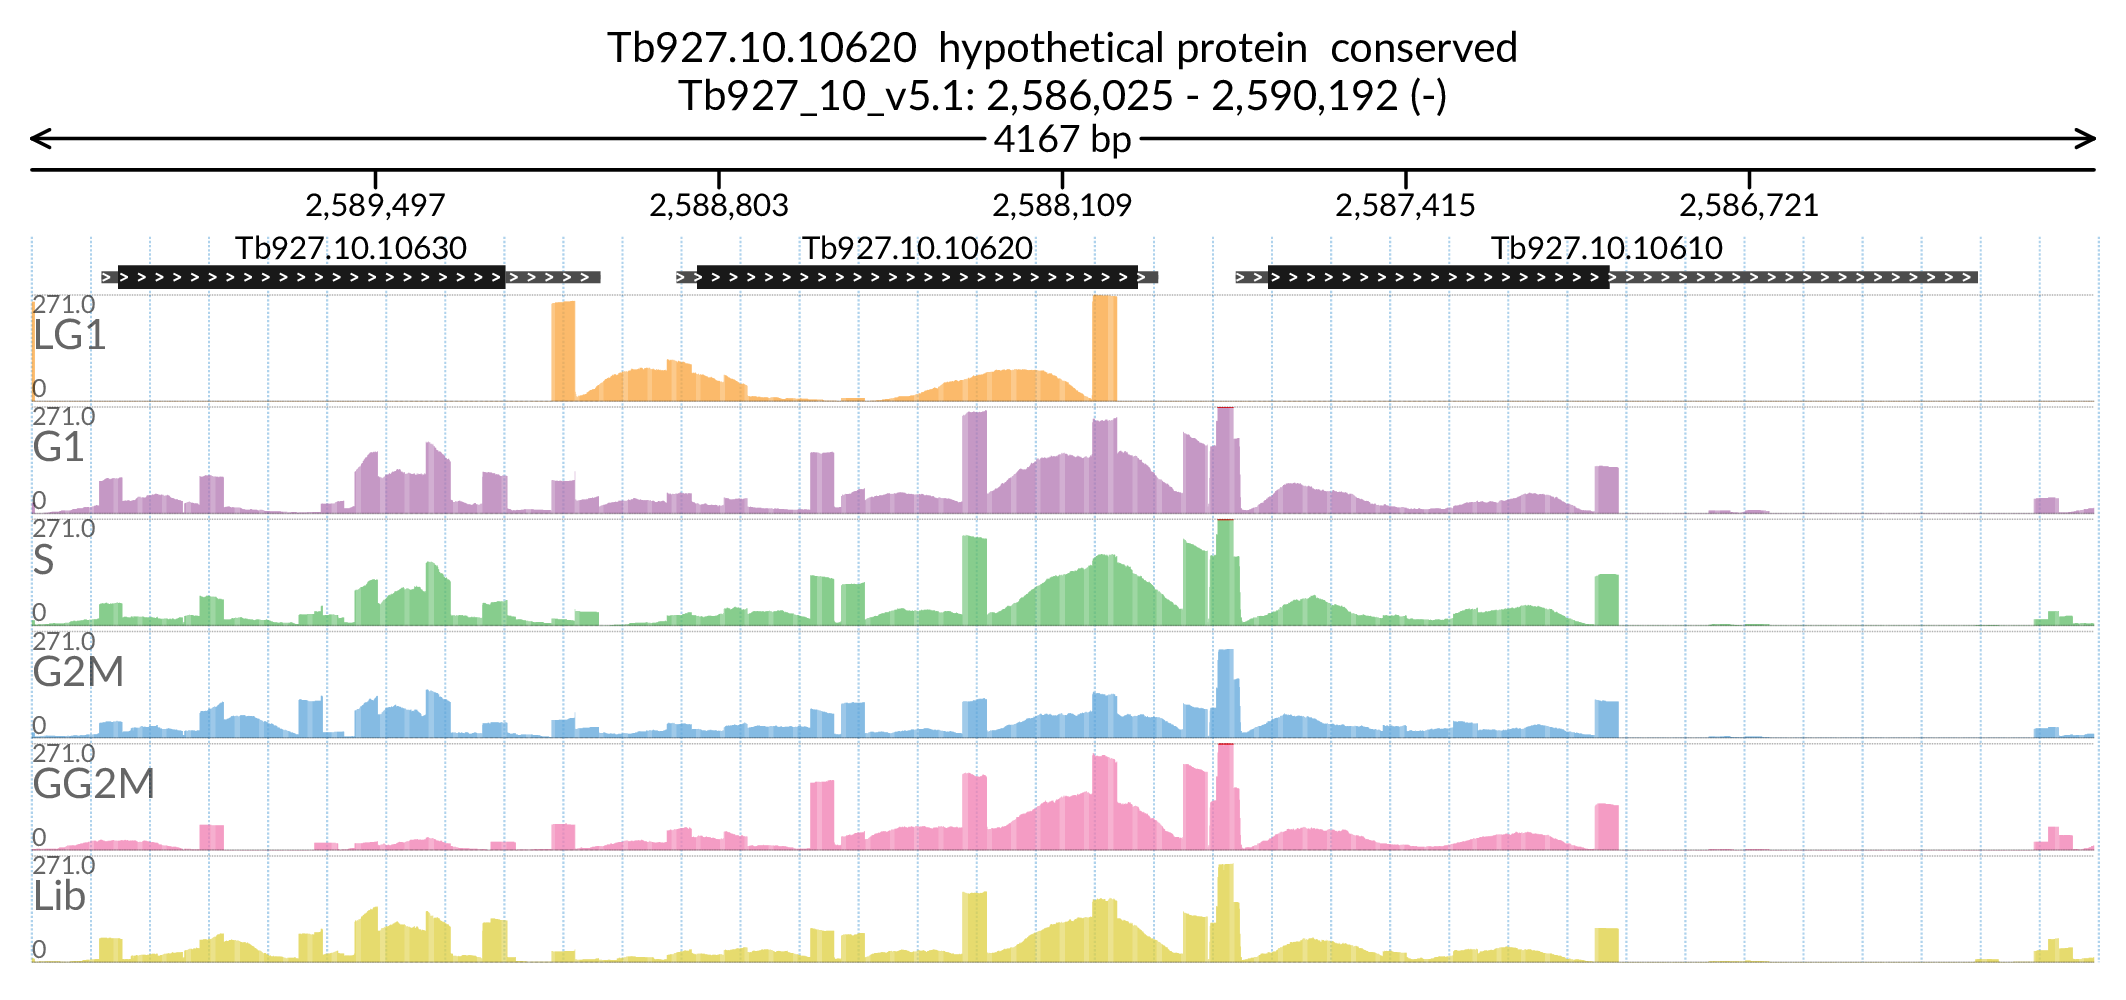 Tb927.10.10620 hypothetical protein conserved
Tb927_10_v5.1: 2,586,025 - 2,590,192 (-)
4167 bp
2,589,497 2,588,803 2,588,109 2,587,415 2,586,721
Tb927.10.10630 Tb927.10.10620 Tb927.10.10610
271.0
LG1
0
271.0
G1
0
271.0
S
0
271.0
G2M
0
271.0
GG2M
0
271.0
Lib
0